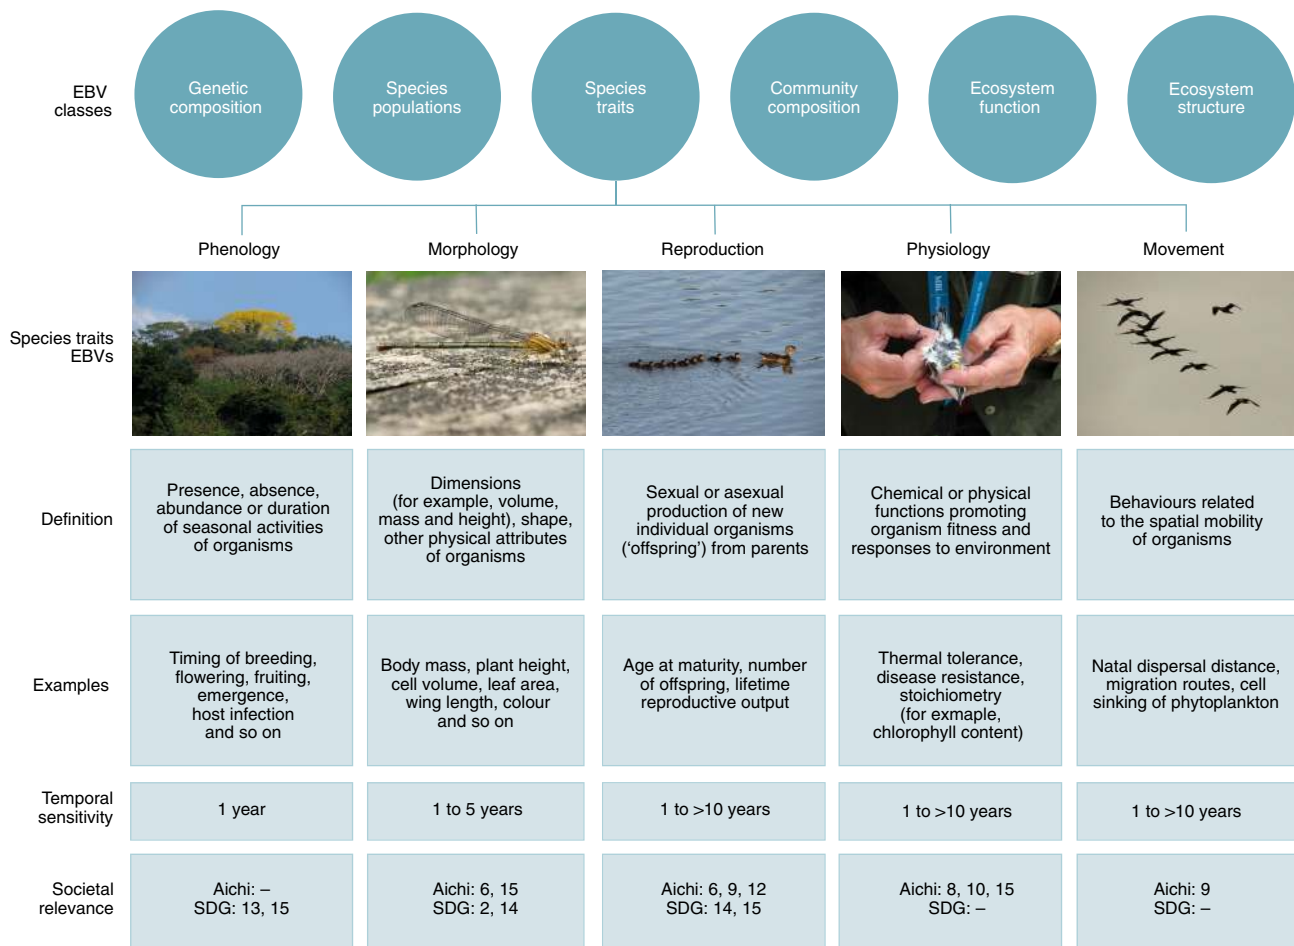 EBV
classes
Genetic
composition
Species
populations
Species
traits
Community
composition
Ecosystem
function
Ecosystem
structure
Phenology
Morphology
Reproduction
Physiology
Movement
Species traits
EBVs
Definition
Presence, absence,
abundance or duration
of seasonal activities
of organisms
Dimensions
(for example, volume,
mass and height), shape,
other physical attributes
of organisms
Sexual or asexual
production of new
individual organisms
(‘offspring’) from parents
Chemical or physical
functions promoting
organism fitness and
responses to environment
Behaviours related
to the spatial mobility
of organisms
Examples
Timing of breeding,
flowering, fruiting,
emergence,
host infection
and so on
Body mass, plant height,
cell volume, leaf area,
wing length, colour
and so on
Age at maturity, number
of offspring, lifetime
reproductive output
Thermal tolerance,
disease resistance,
stoichiometry
(for exmaple,
chlorophyll content)
Natal dispersal distance,
migration routes, cell
sinking of phytoplankton
Temporal
sensitivity
1 year
1 to 5 years
1 to >10 years
1 to >10 years
1 to >10 years
Societal
relevance
Aichi: –
SDG: 13, 15
Aichi: 6, 15
SDG: 2, 14
Aichi: 6, 9, 12
SDG: 14, 15
Aichi: 8, 10, 15
SDG: –
Aichi: 9
SDG: –